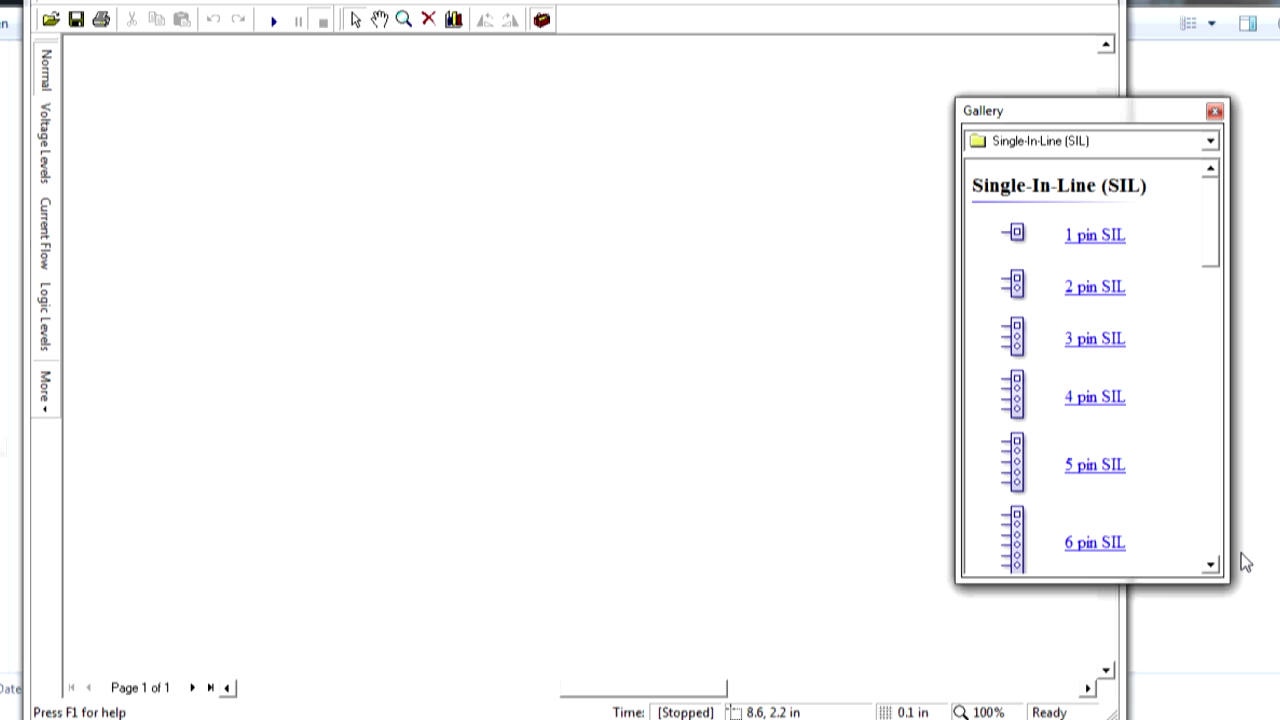 n
Normal
Voltage Levels
Current Flow
Logic Levels
More
Gallery
Single-In-Line (SIL)
Single-In-Line (SIL)
1 pin SIL
2 pin SIL
3 pin SIL
4 pin SIL
5 pin SIL
6 pin SIL
Date
Page 1 of 1
Press F1 for help
Time: [Stopped]
8.6, 2.2 in
0.1 in
100%
Ready